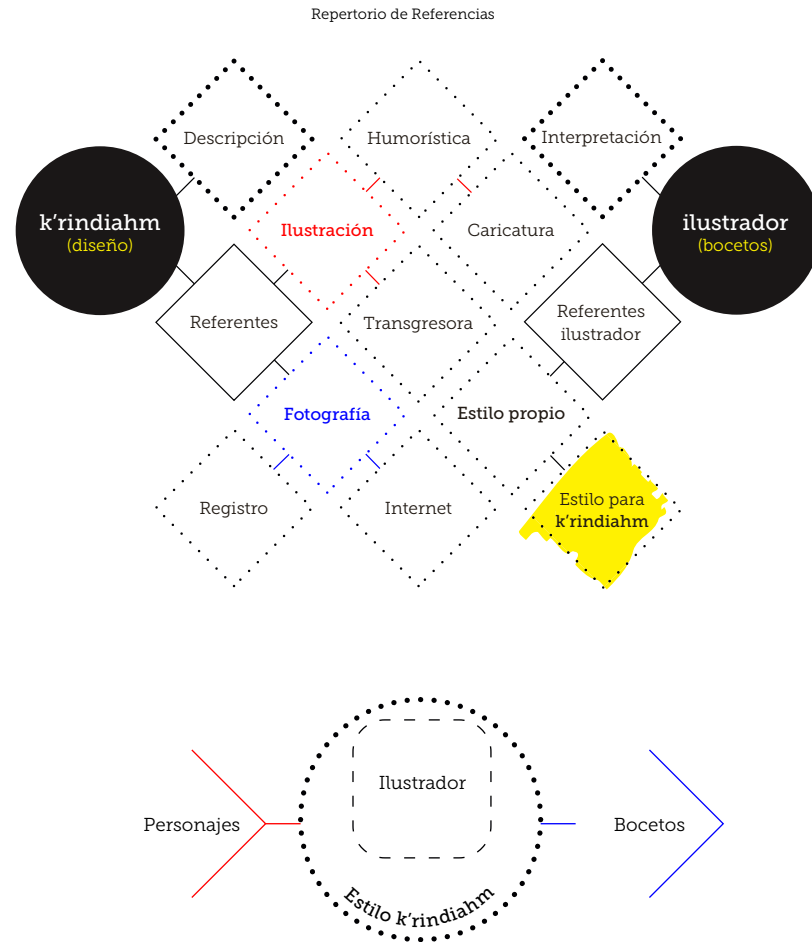 Repertorio de Referencias
Descripción
Humorística
Interpretación
k'rindiahm
(diseño)
Ilustración
Caricatura
ilustrador
(bocetos)
Referentes
Transgresora
Referentes
ilustrador
Fotografía
Estilo propio
Registro
Internet
Estilo para
k'rindiahm
Ilustrador
Personajes
Bocetos
Estilo k'rindiahm